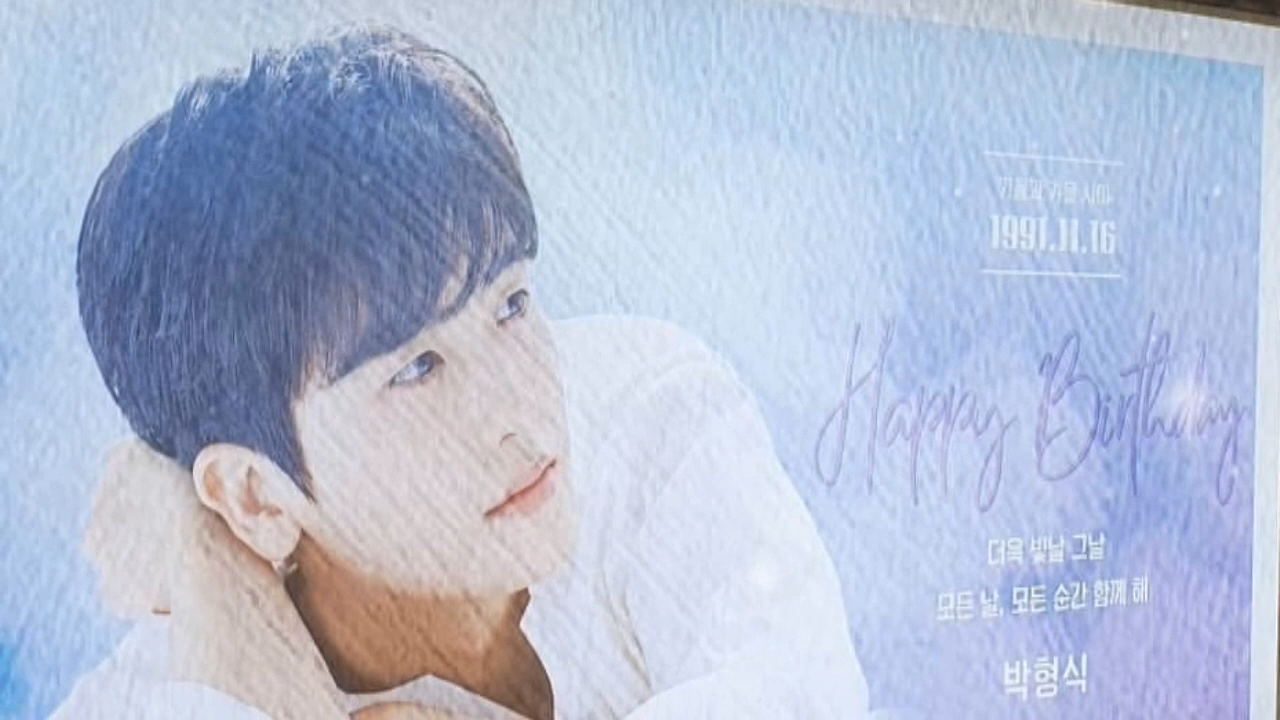 1991.11.16
Happy Birthday
더욱 빛날 그날
모든 날, 모든 순간 함께 해
박형식